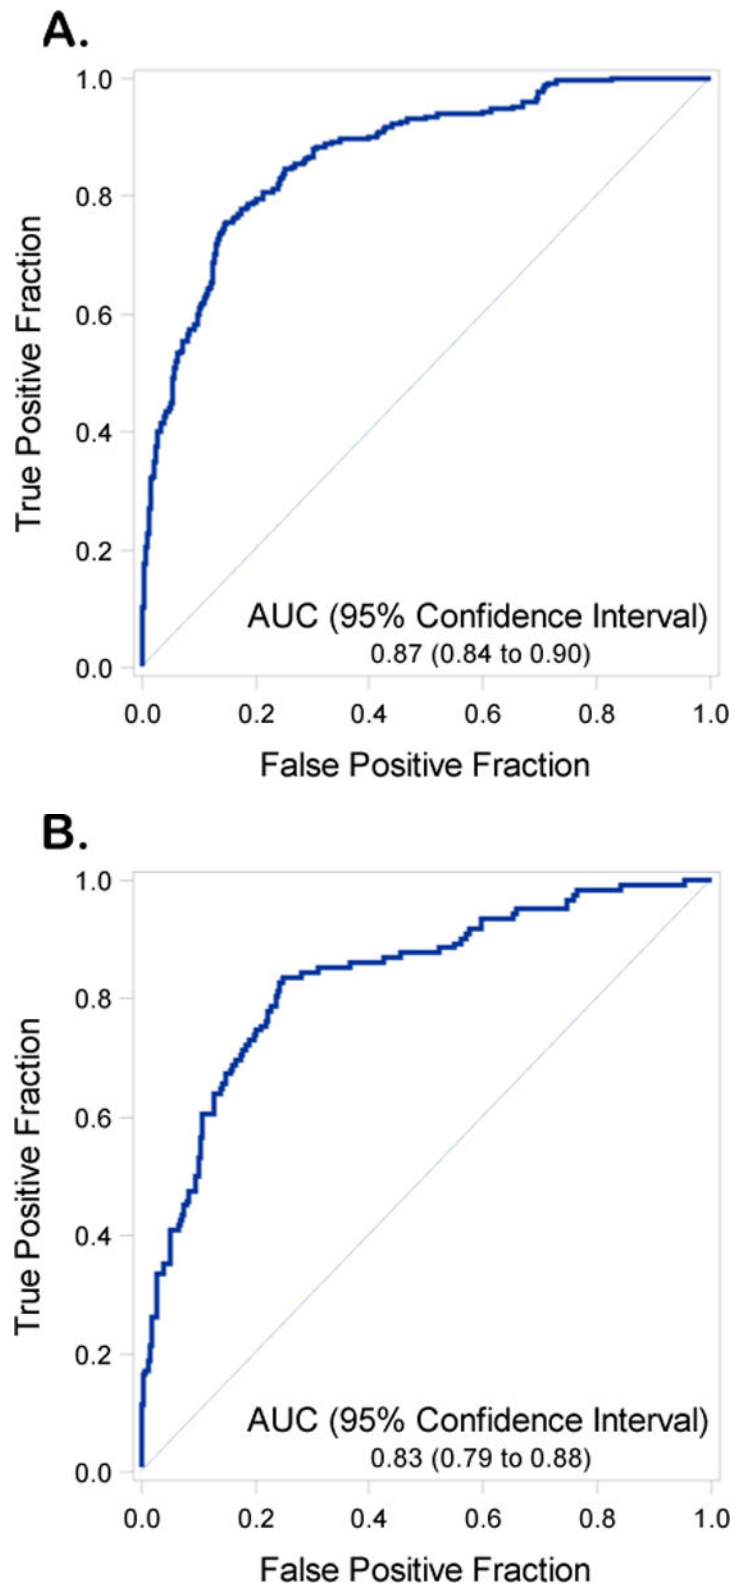 A.
1.0
0.8
0.6
0.4
0.2
0.0
True Positive Fraction
AUC (95% Confidence Interval)
0.87 (0.84 to 0.90)
0.0 0.2 0.4 0.6 0.8 1.0
False Positive Fraction
B.
1.0
0.8
0.6
0.4
0.2
0.0
True Positive Fraction
AUC (95% Confidence Interval)
0.83 (0.79 to 0.88)
0.0 0.2 0.4 0.6 0.8 1.0
False Positive Fraction